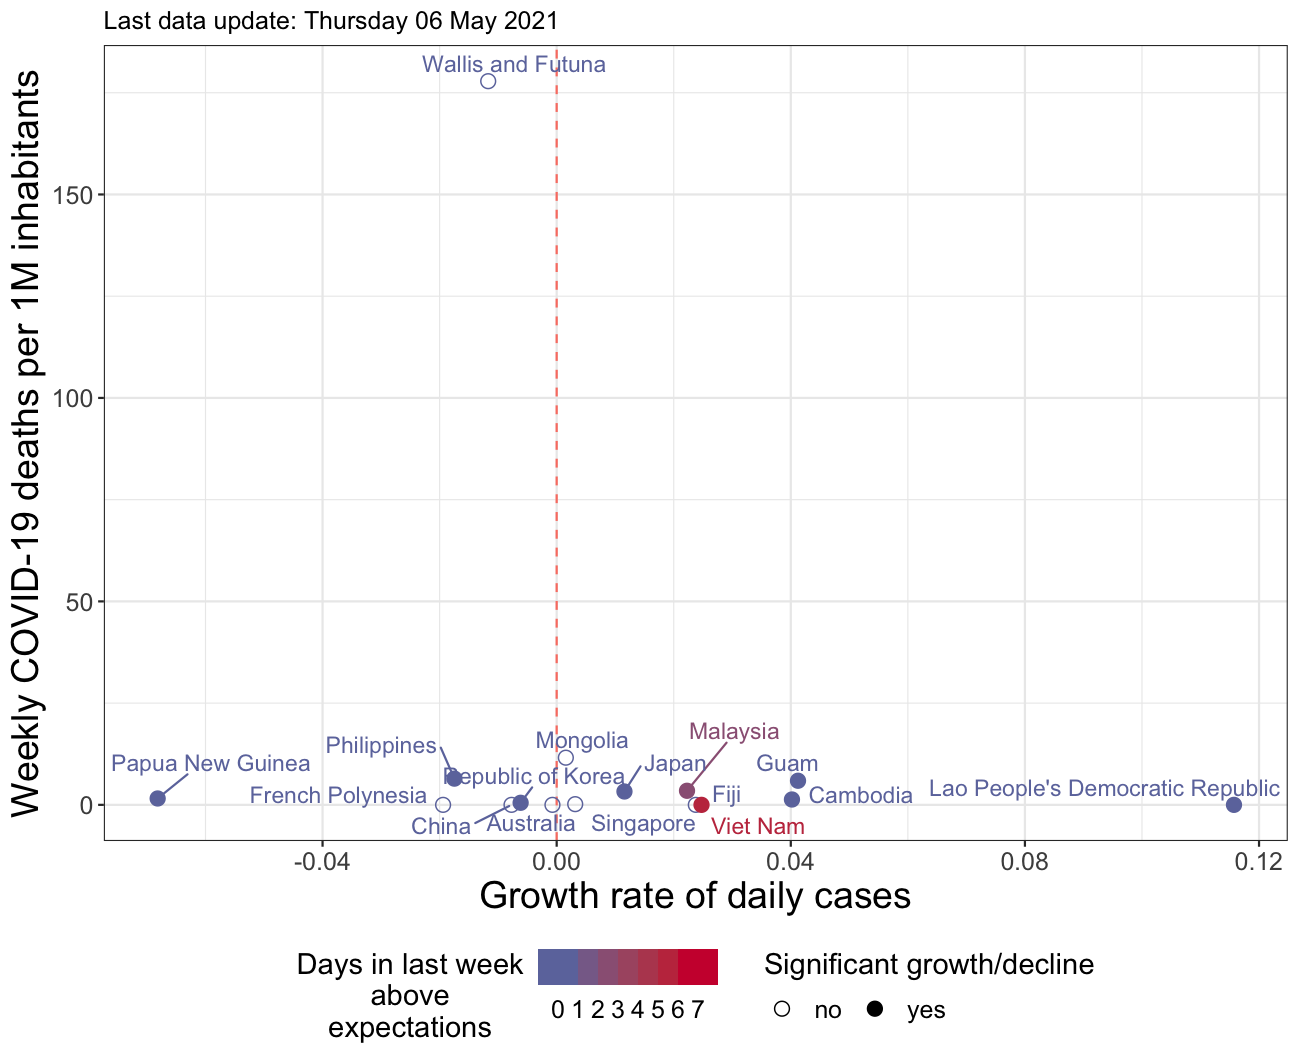 Last data update: Thursday 06 May 2021
Weekly COVID-19 deaths per 1M inhabitants
150
100
50
0
Wallis and Futuna
Malaysia
Mongolia
Philippines
Papua New Guinea
Japan
Guam
Republic of Korea
Lao People's Democratic Republic
French Polynesia
Fiji
Cambodia
China
Australia
Singapore
Viet Nam
-0.04
0.00
0.04
0.08
0.12
Growth rate of daily cases
Days in last week
above
expectations
0 1 2 3 4 5 6 7
Significant growth/decline
no
yes